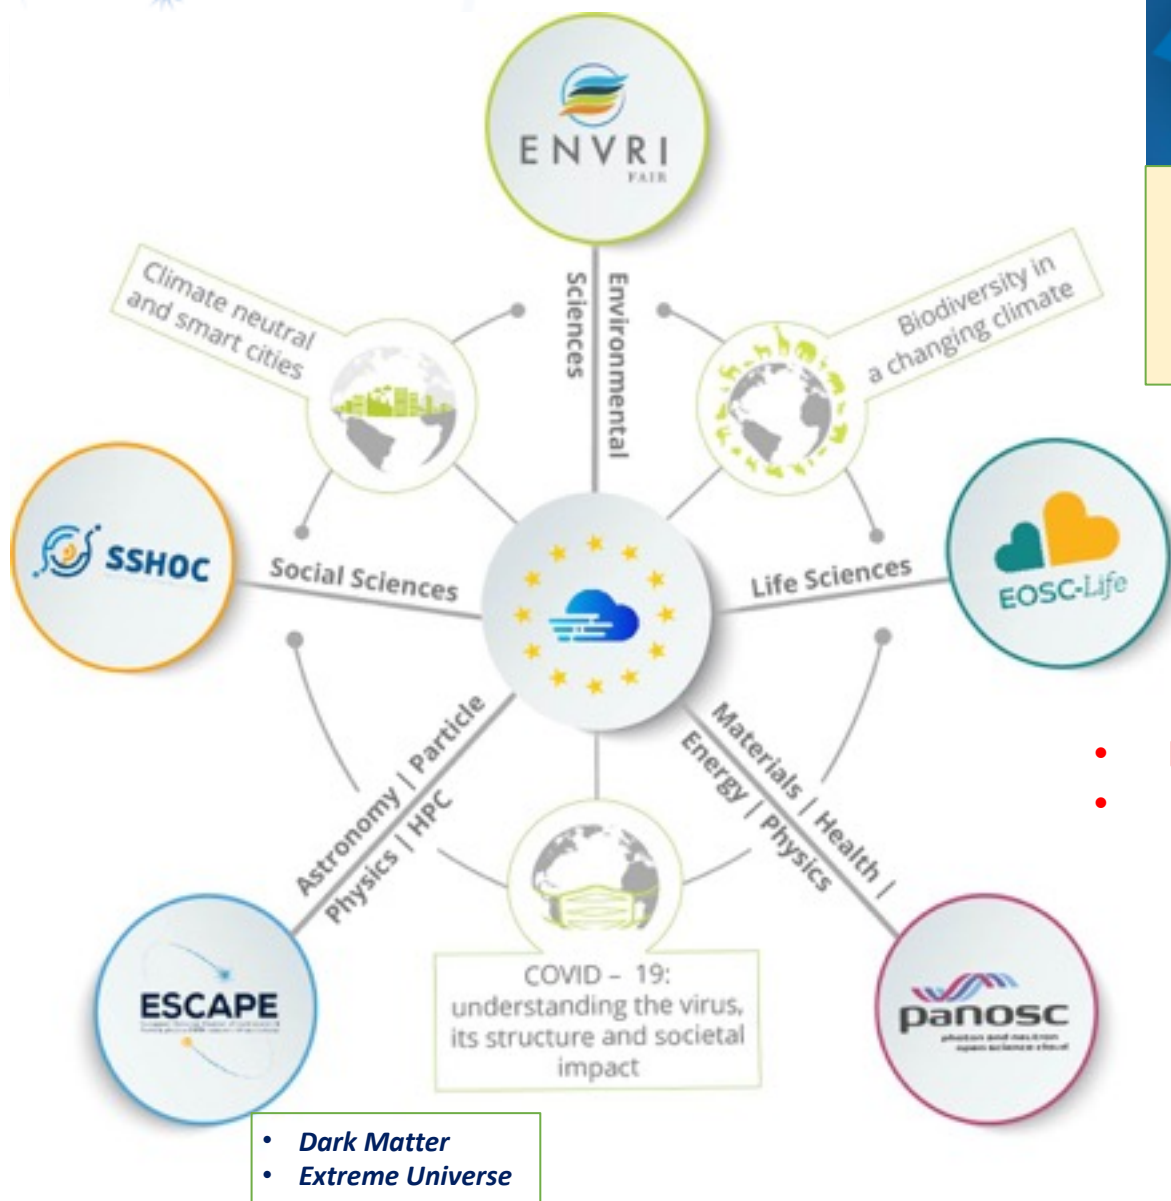 ENVRI
FAIR
Climate neutral
and smart cities
Environmental
Sciences
Biodiversity in
a changing climate
SSHOC
Social Sciences
Life Sciences
EOSC-Life
Astronomy | Particle
Physics | HPC
Materials | Health |
Energy | Physics
ESCAPE
COVID – 19:
understanding the virus,
its structure and societal
impact
panosc
photon and neutron
open science cloud
• Dark Matter
• Extreme Universe